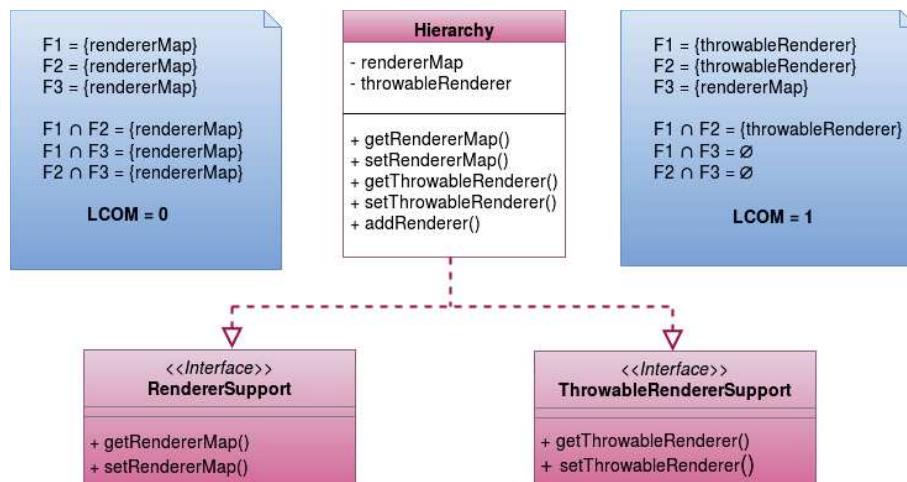 F1 = {rendererMap}
F2 = {rendererMap}
F3 = {rendererMap}
F1 ∩ F2 = {rendererMap}
F1 ∩ F3 = {rendererMap}
F2 ∩ F3 = {rendererMap}
LCOM = 0
Hierarchy
- rendererMap
- throwableRenderer
+ getRendererMap()
+ setRendererMap()
+ getThrowableRenderer()
+ setThrowableRenderer()
+ addRenderer()
F1 = {throwableRenderer}
F2 = {throwableRenderer}
F3 = {rendererMap}
F1 ∩ F2 = {throwableRenderer}
F1 ∩ F3 = ∅
F2 ∩ F3 = ∅
LCOM = 1
<<Interface>>
RendererSupport
+ getRendererMap()
+ setRendererMap()
<<Interface>>
ThrowableRendererSupport
+ getThrowableRenderer()
+ setThrowableRenderer()